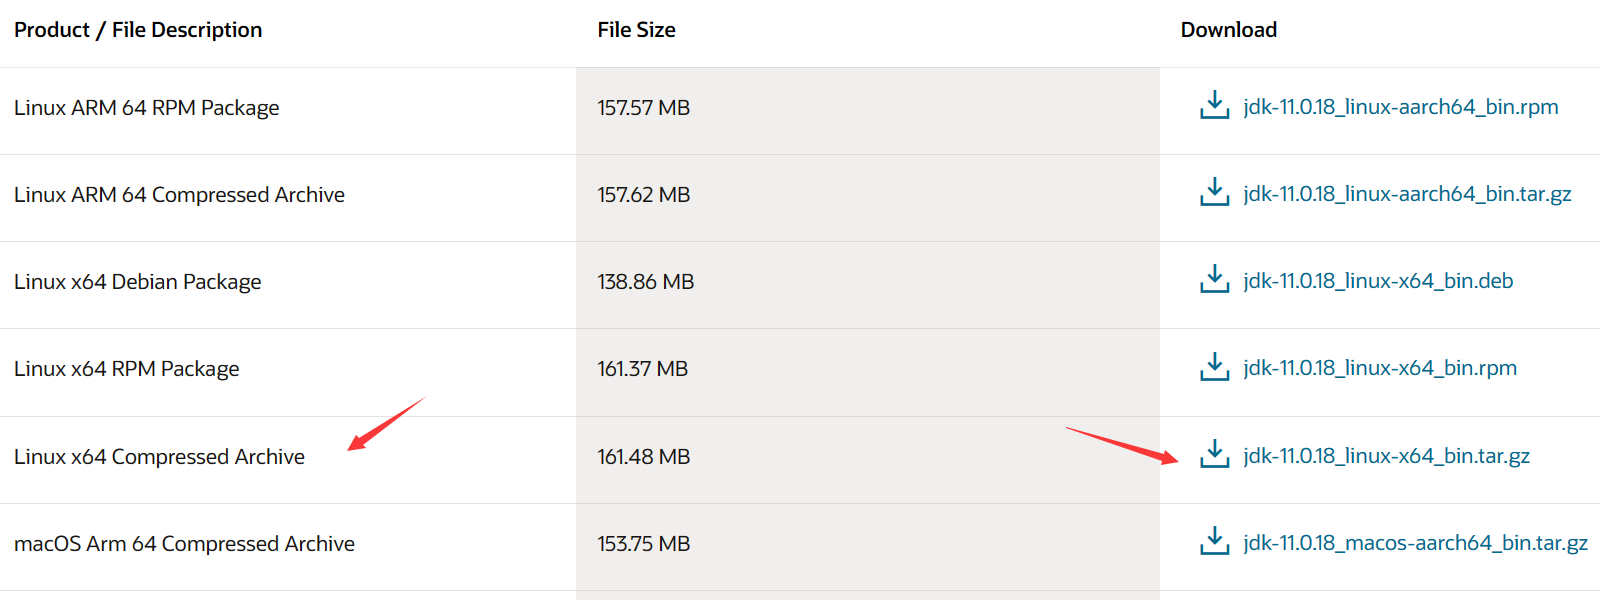 Product / File Description File Size Download
Linux ARM 64 RPM Package 157.57 MB jdk-11.0.18_linux-aarch64_bin.rpm
Linux ARM 64 Compressed Archive 157.62 MB jdk-11.0.18_linux-aarch64_bin.tar.gz
Linux x64 Debian Package 138.86 MB jdk-11.0.18_linux-x64_bin.deb
Linux x64 RPM Package 161.37 MB jdk-11.0.18_linux-x64_bin.rpm
Linux x64 Compressed Archive 161.48 MB jdk-11.0.18_linux-x64_bin.tar.gz
macOS Arm 64 Compressed Archive 153.75 MB jdk-11.0.18_macos-aarch64_bin.tar.gz